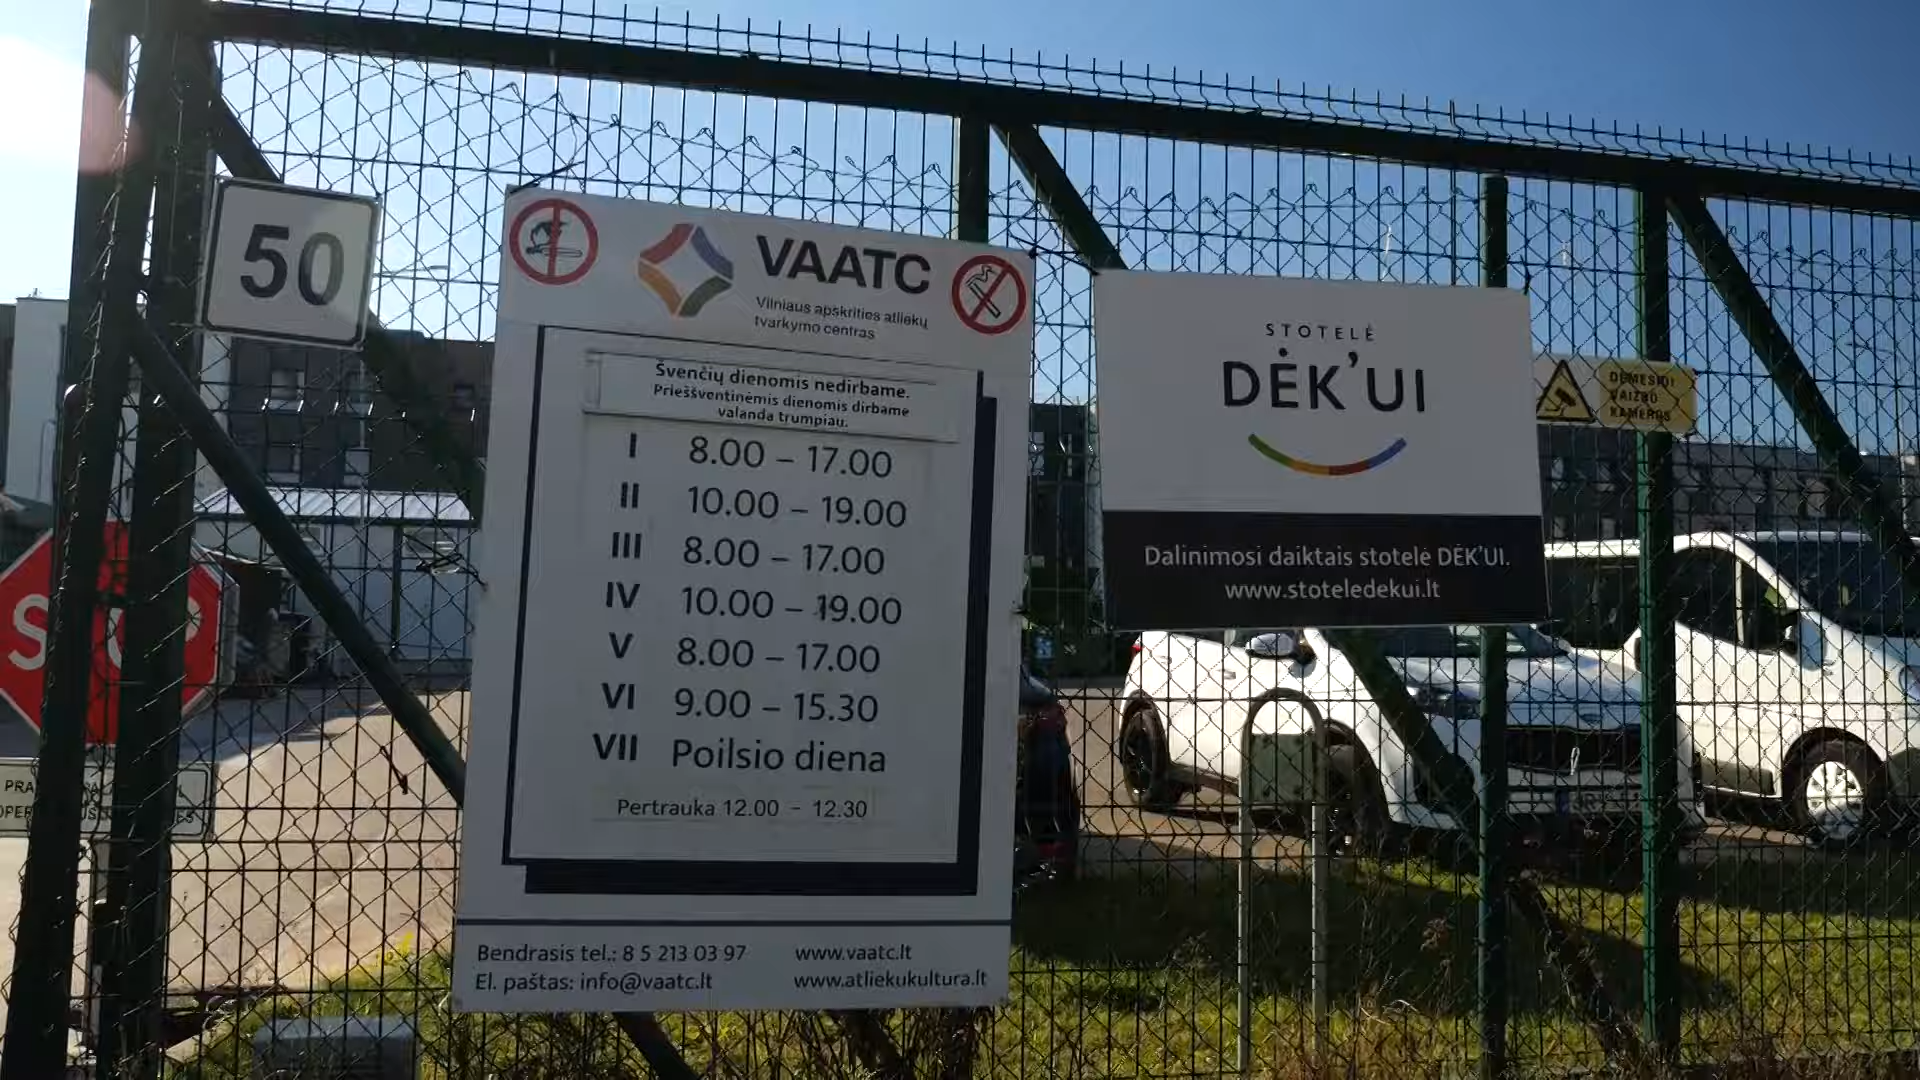 50
VAATC
Vilniaus apskrities atliekų
tvarkymo centras
Švenčių dienomis nedirbame.
Prieššventinėmis dienomis dirbame
valanda trumpiau.
I 8.00 – 17.00
II 10.00 – 19.00
III 8.00 – 17.00
IV 10.00 – 19.00
V 8.00 – 17.00
VI 9.00 – 15.30
VII Poilsio diena
Pertrauka 12.00 – 12.30
Bendrasis tel.: 8 5 213 03 97
El. paštas: info@vaatc.lt
www.vaatc.lt
www.atliekukultura.lt
STOTELĖ
DĖK’UI
Dalinimosi daiktais stotelė DĖK’UI.
www.stoteledekui.lt
DĖMESIO!
VAIZDO
KAMEROS
STOP